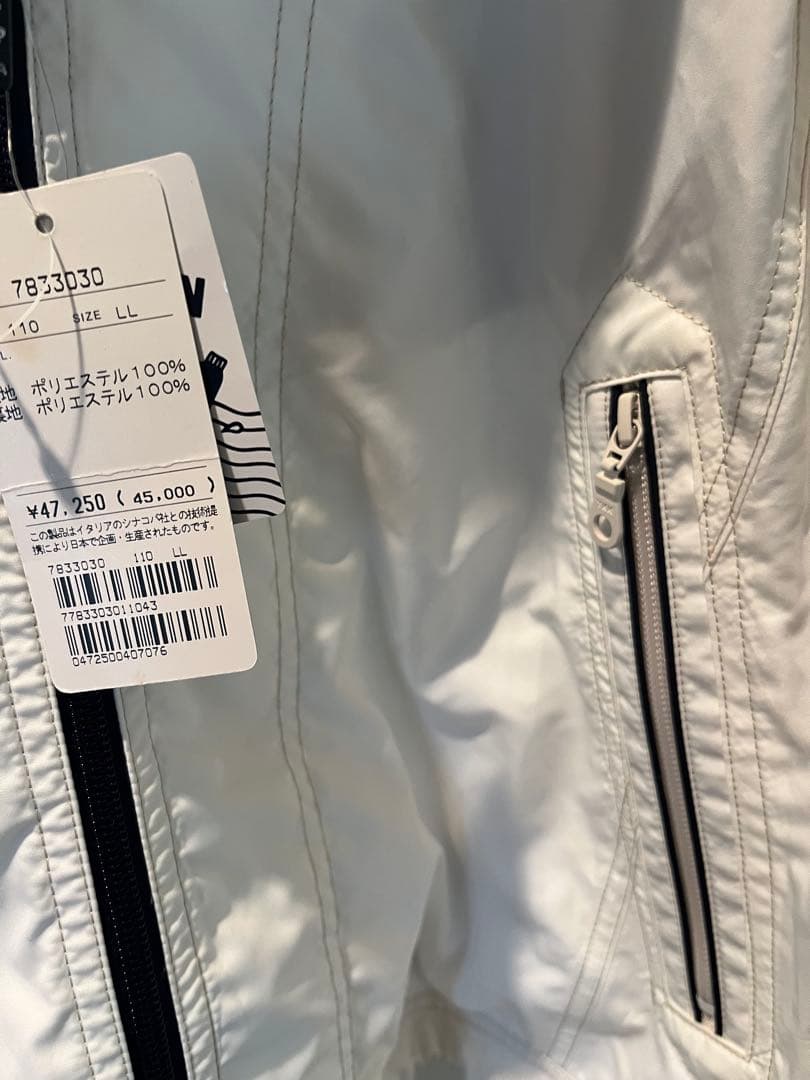 7833030
110 SIZE LL
L.
地 ポリエステル100%
裏地 ポリエステル100%
¥47,250 ( 45,000 )
この製品はイタリアのシナコバ社との技術提
携により日本で企画・生産されたものです。
7833030 110 LL
7783303011043
0472500407076